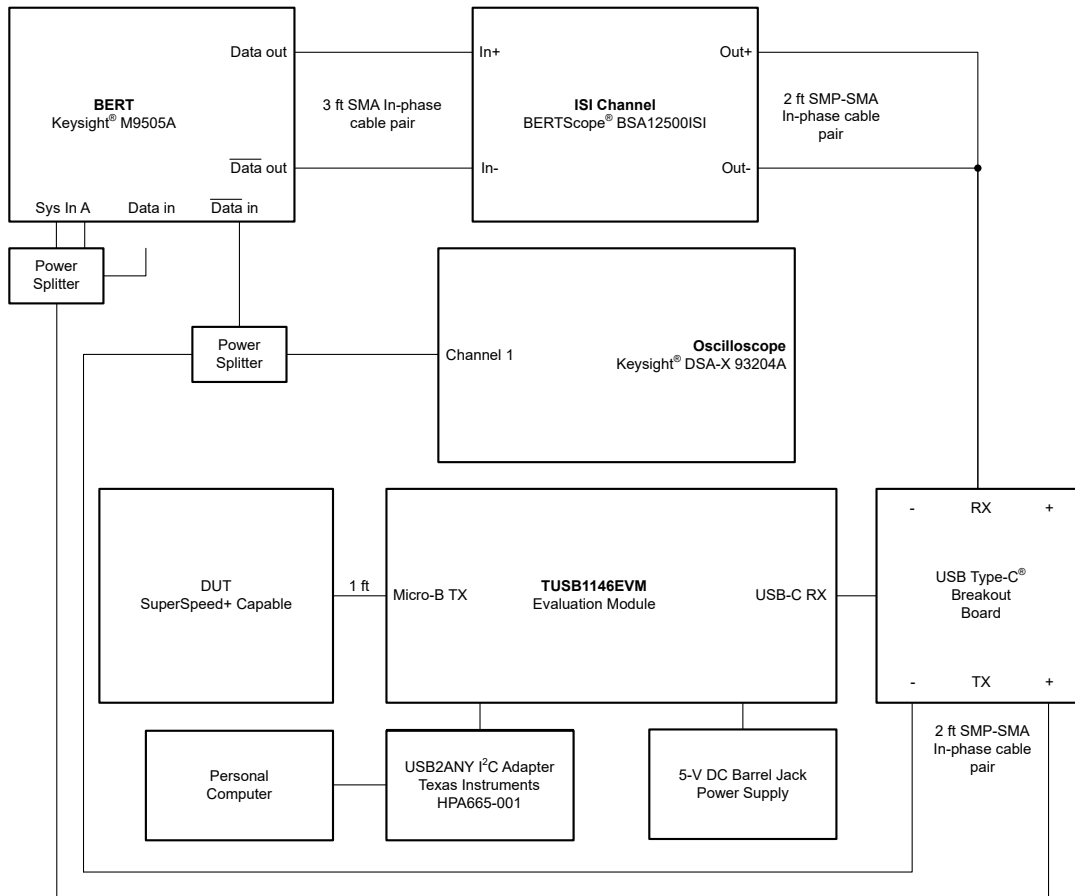 Data out
BERT
Keysight® M9505A
Data out
Sys In A
Data in
Data in
3 ft SMA In-phase
cable pair
In+
Out+
ISI Channel
BERTScope® BSA12500ISI
In-
Out-
2 ft SMP-SMA
In-phase cable
pair
Power
Splitter
Power
Splitter
Channel 1
Oscilloscope
Keysight® DSA-X 93204A
DUT
SuperSpeed+ Capable
1 ft
Micro-B TX
TUSB1146EVM
Evaluation Module
USB-C RX
- RX +
USB Type-C®
Breakout
Board
- TX +
2 ft SMP-SMA
In-phase cable
pair
Personal
Computer
USB2ANY I²C Adapter
Texas Instruments
HPA665-001
5-V DC Barrel Jack
Power Supply